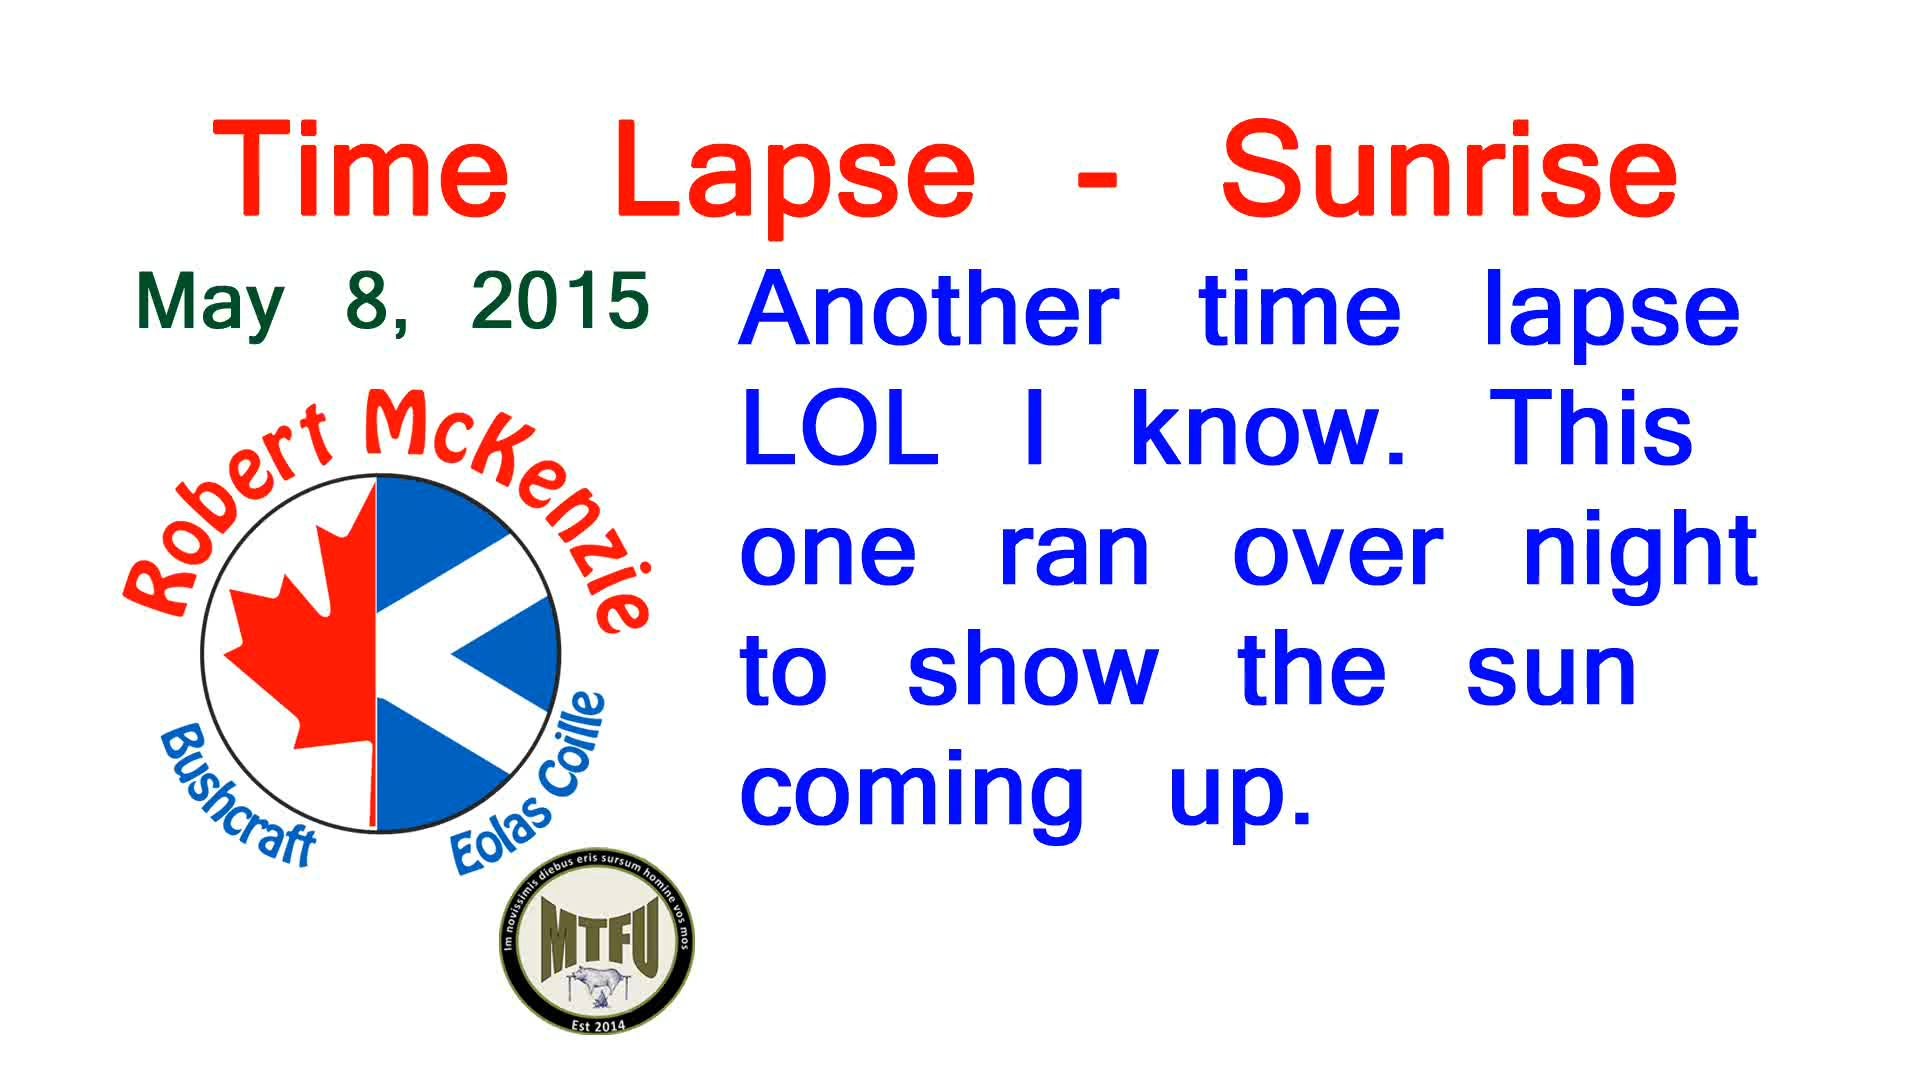 Time Lapse - Sunrise
May 8, 2015
Another time lapse
LOL I know. This
one ran over night
to show the sun
coming up.
Robert McKenzie
Bushcraft
Eolas Coille
Im novissimis diebus eris sursum homine vos mos
MTFU
Est 2014